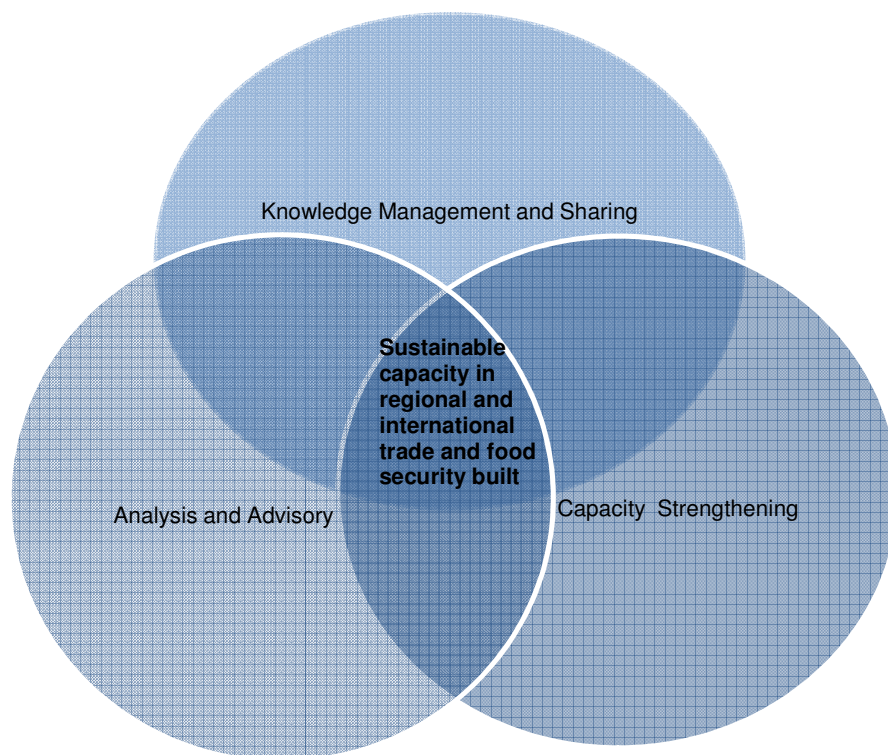 Knowledge Management and Sharing
Sustainable
capacity in
regional and
international
trade and food
security built
Analysis and Advisory
Capacity Strengthening